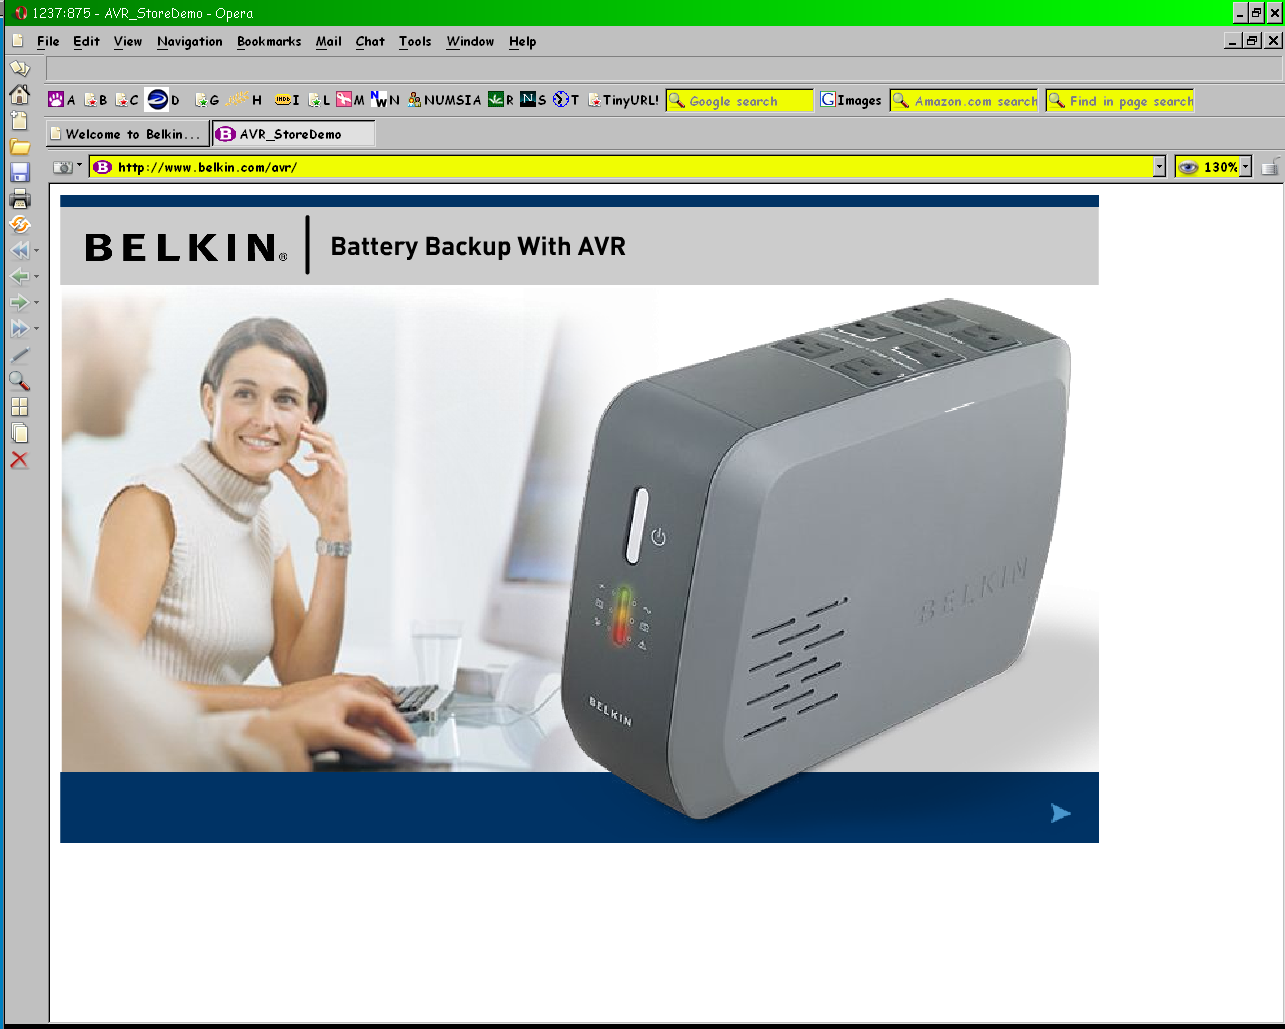 1237:875 - AVR_StoreDemo - Opera
File Edit View Navigation Bookmarks Mail Chat Tools Window Help
A B C D G H IMDb I L M N W N NUMSIA R N S T TinyURL! Google search G Images Amazon.com search Find in page search
Welcome to Belkin... B AVR_StoreDemo
B http://www.belkin.com/avr/ 130%
BELKIN® Battery Backup With AVR
BELKIN
BELKIN